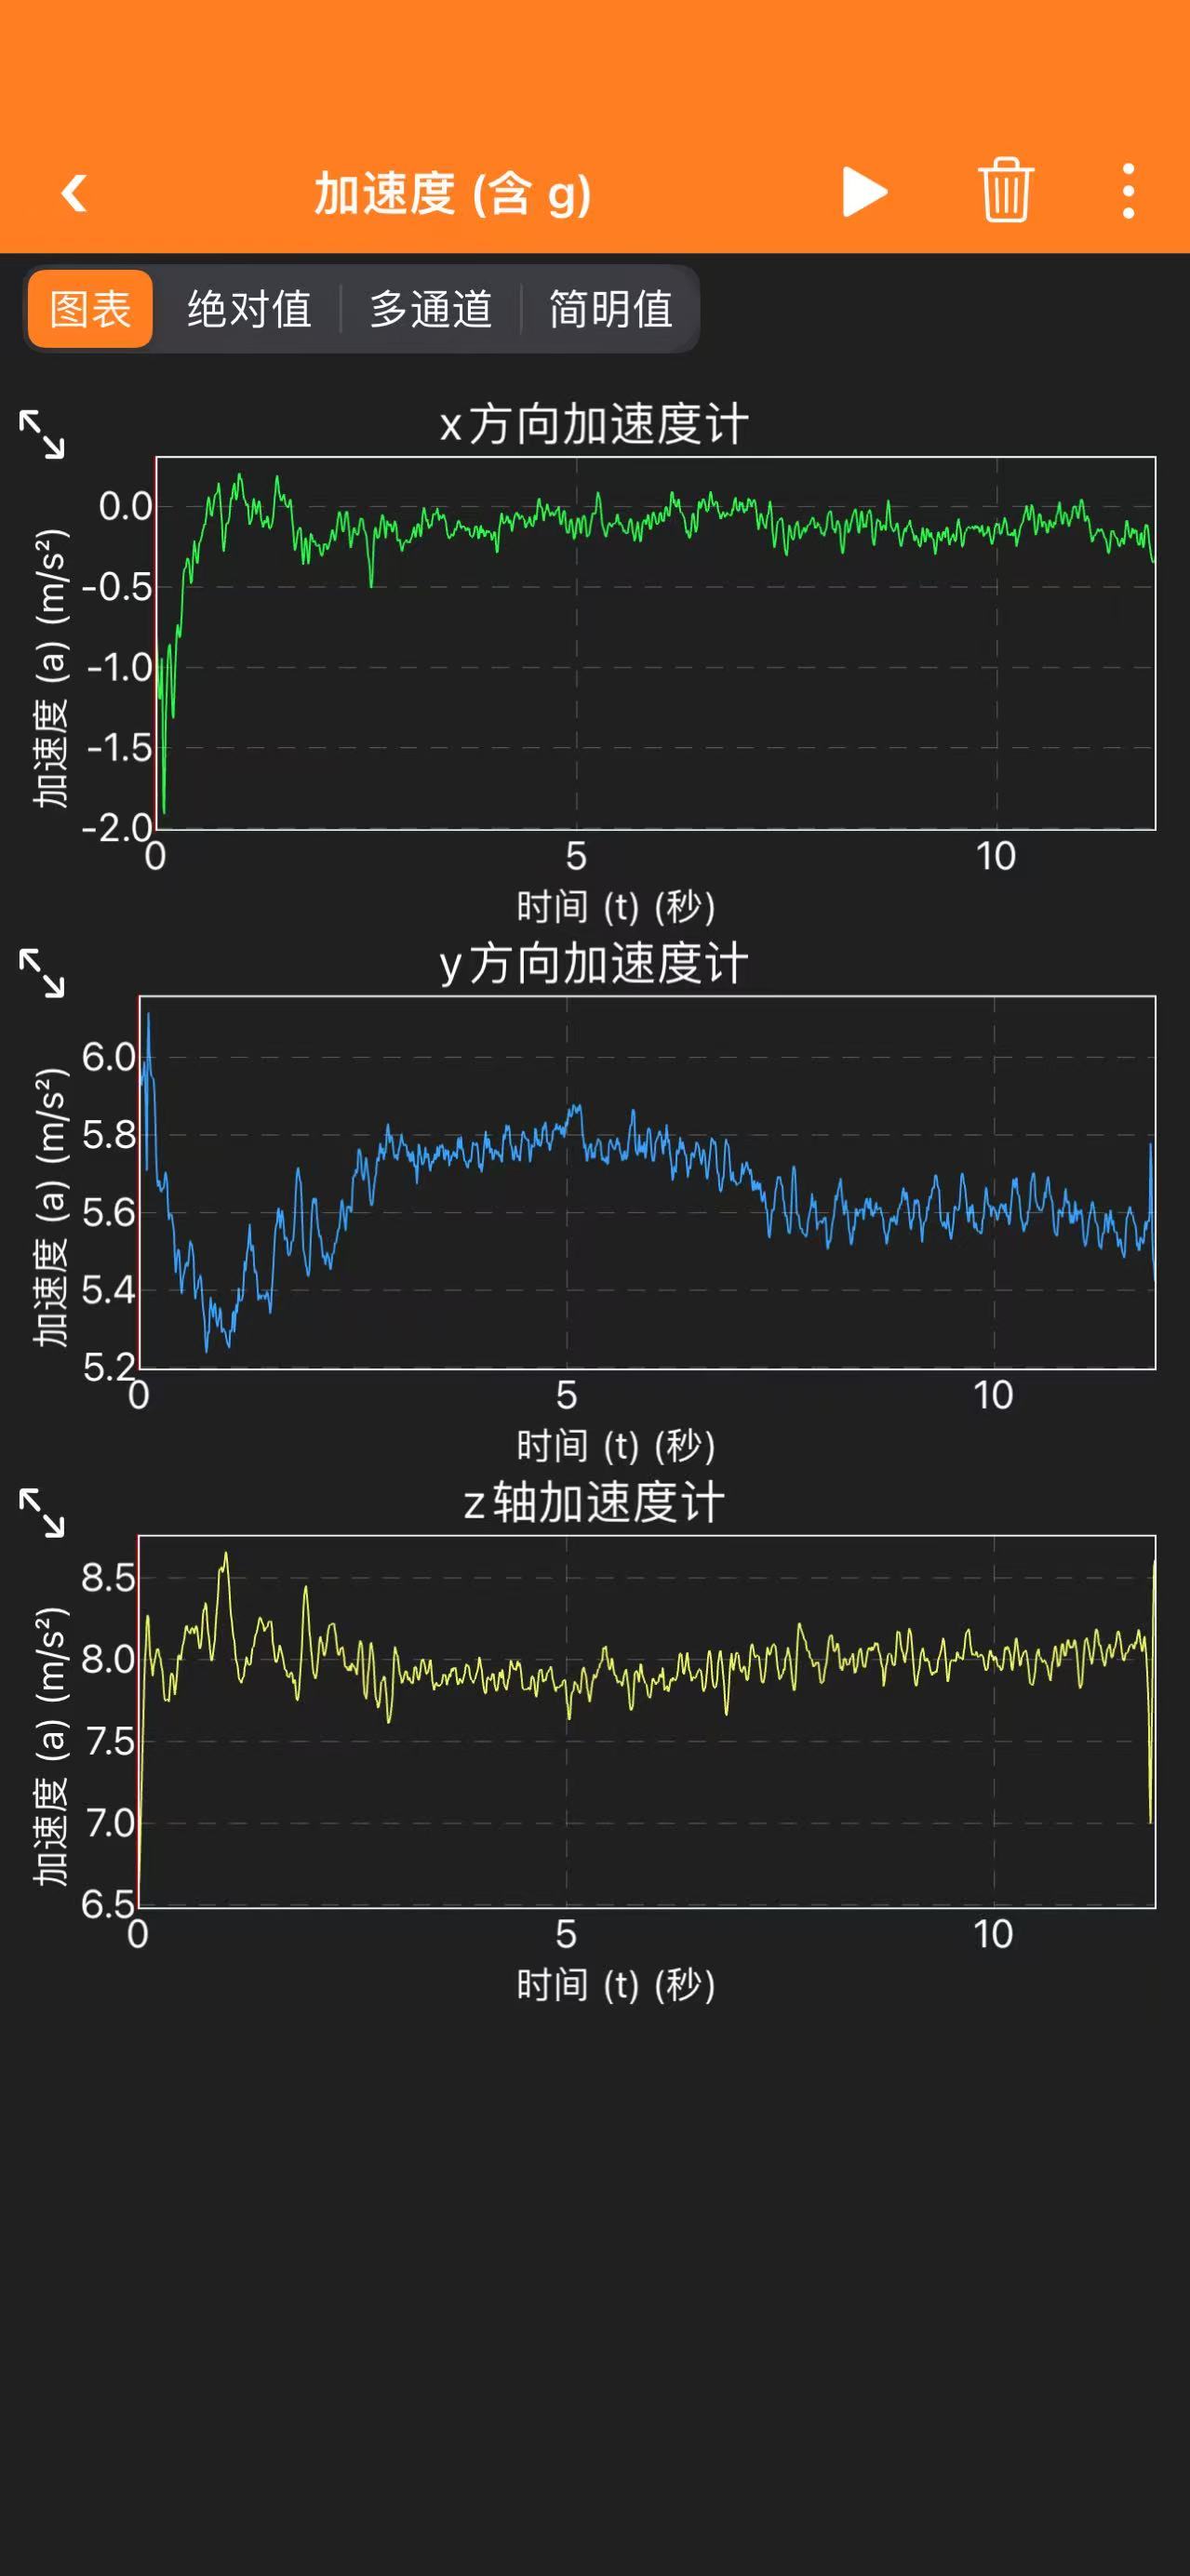 加速度 (含 g)
图表 绝对值 多通道 简明值
x方向加速度计
加速度 (a) (m/s²)
0.0
-0.5
-1.0
-1.5
-2.0
0 5 10
时间 (t) (秒)
y方向加速度计
加速度 (a) (m/s²)
6.0
5.8
5.6
5.4
5.2
0 5 10
时间 (t) (秒)
z轴加速度计
加速度 (a) (m/s²)
8.5
8.0
7.5
7.0
6.5
0 5 10
时间 (t) (秒)